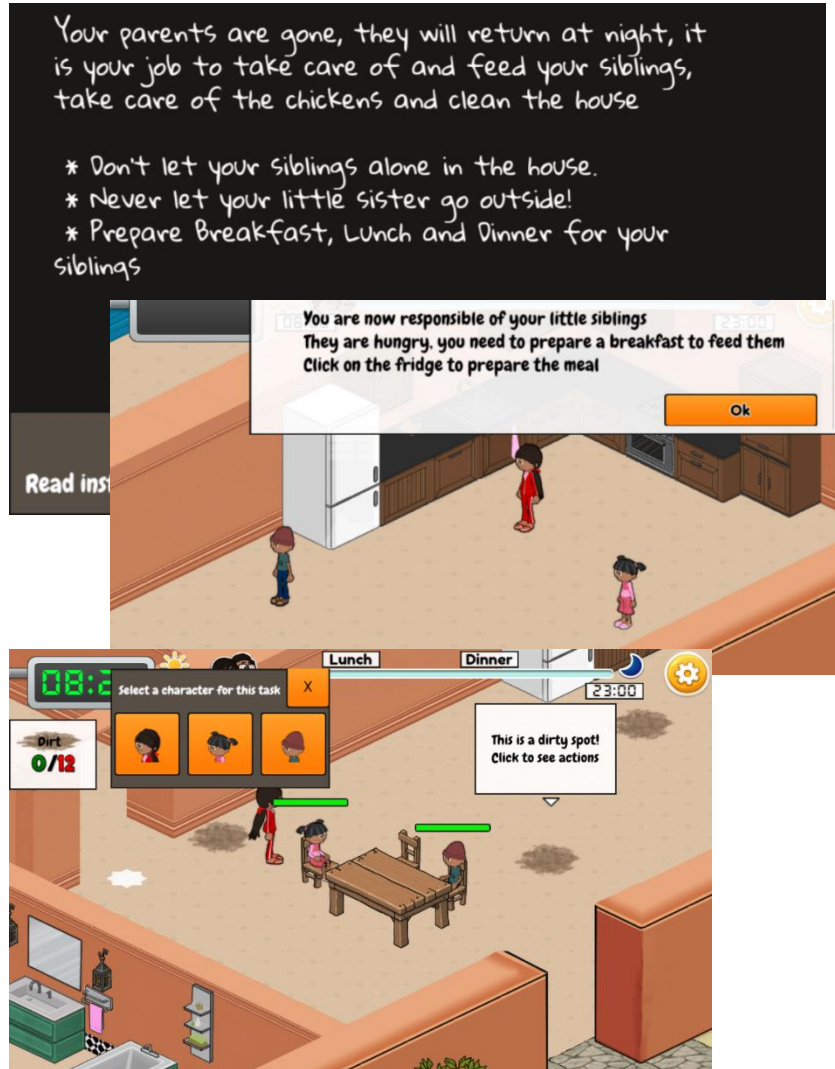 Your parents are gone, they will return at night, it
is your job to take care of and feed your siblings,
take care of the chickens and clean the house
* Don't let your siblings alone in the house.
* Never let your little sister go outside!
* Prepare Breakfast, Lunch and Dinner for your
siblings
Read inst
You are now responsible of your little siblings
23:00
They are hungry. you need to prepare a breakfast to feed them
Click on the fridge to prepare the meal
Ok
Lunch
Dinner
08:2
Select a character for this task
X
23:00
Dirt
0/12
This is a dirty spot!
Click to see actions